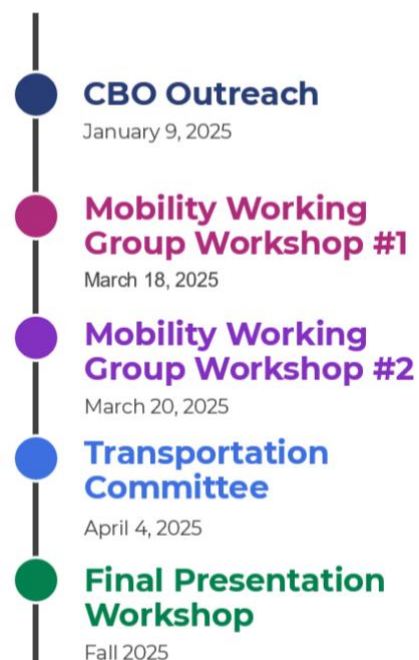 CBO Outreach
January 9, 2025
Mobility Working
Group Workshop #1
March 18, 2025
Mobility Working
Group Workshop #2
March 20, 2025
Transportation
Committee
April 4, 2025
Final Presentation
Workshop
Fall 2025